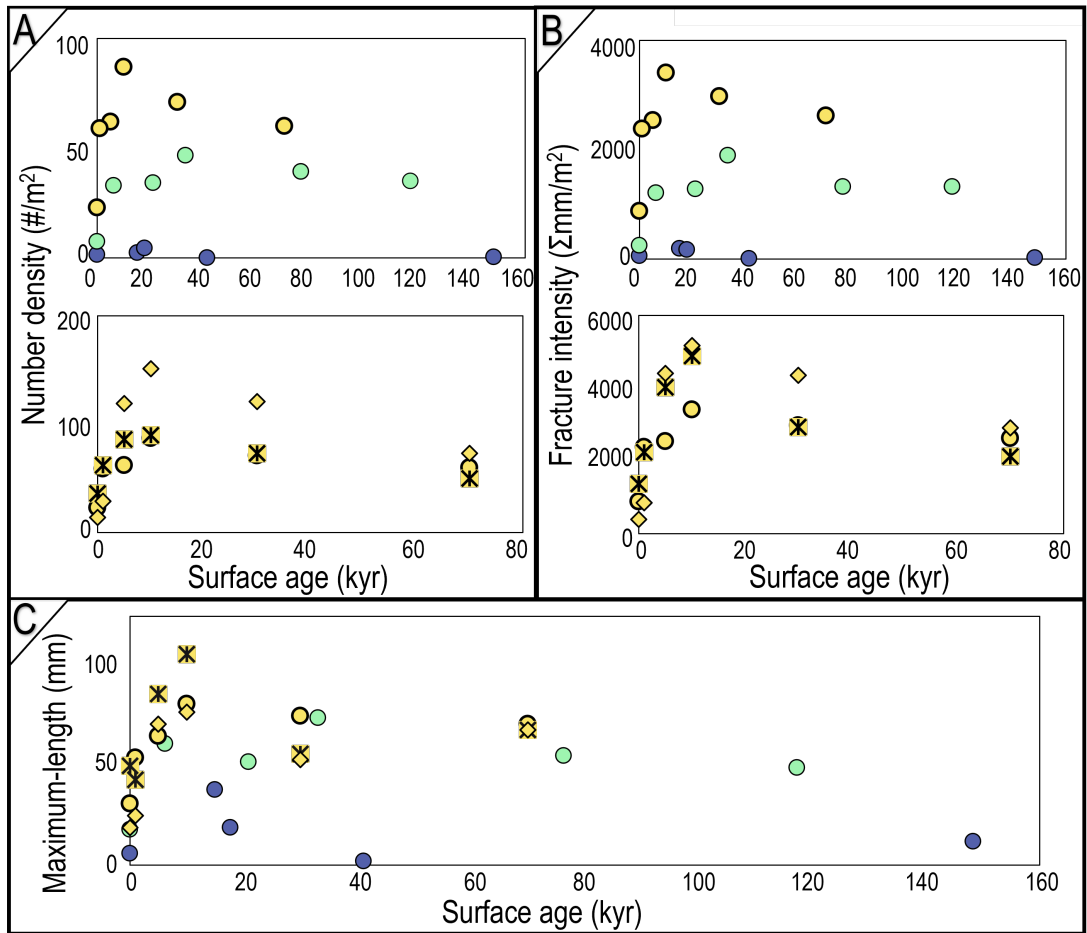 A
Number density (#/m²)
100
50
0
0 20 40 60 80 100 120 140 160
200
100
0
0 20 40 60 80
Surface age (kyr)
B
Fracture intensity (Σmm/m²)
4000
2000
0
0 20 40 60 80 100 120 140 160
6000
4000
2000
0
0 20 40 60 80
Surface age (kyr)
C
Maximum-length (mm)
100
50
0
0 20 40 60 80 100 120 140 160
Surface age (kyr)